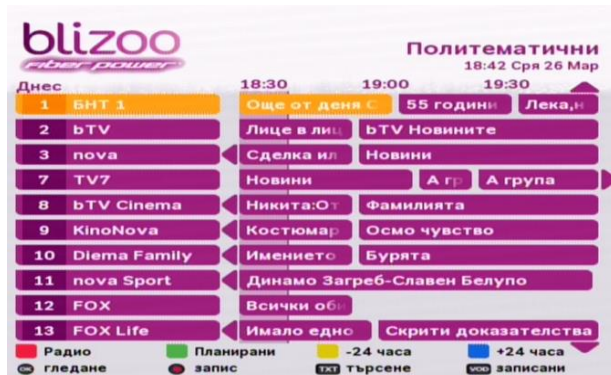 blizoo
fiber power
Политематични
18:42 Сря 26 Мар
Днес 18:30 19:00 19:30
1 БНТ 1 Още от деня С 55 години Лека,н
2 bTV Лице в лиц bTV Новините
3 nova Сделка ил Новини
7 TV7 Новини А гр А група
8 bTV Cinema Никита:От Фамилията
9 KinoNova Костюмар Осмо чувство
10 Diema Family Имението Бурята
11 nova Sport Динамо Загреб-Славен Белупо
12 FOX Всички обі
13 FOX Life Имало едно Скрити доказателства
Радио Планирани -24 часа +24 часа
OK гледане запис TXT търсене VOD записани